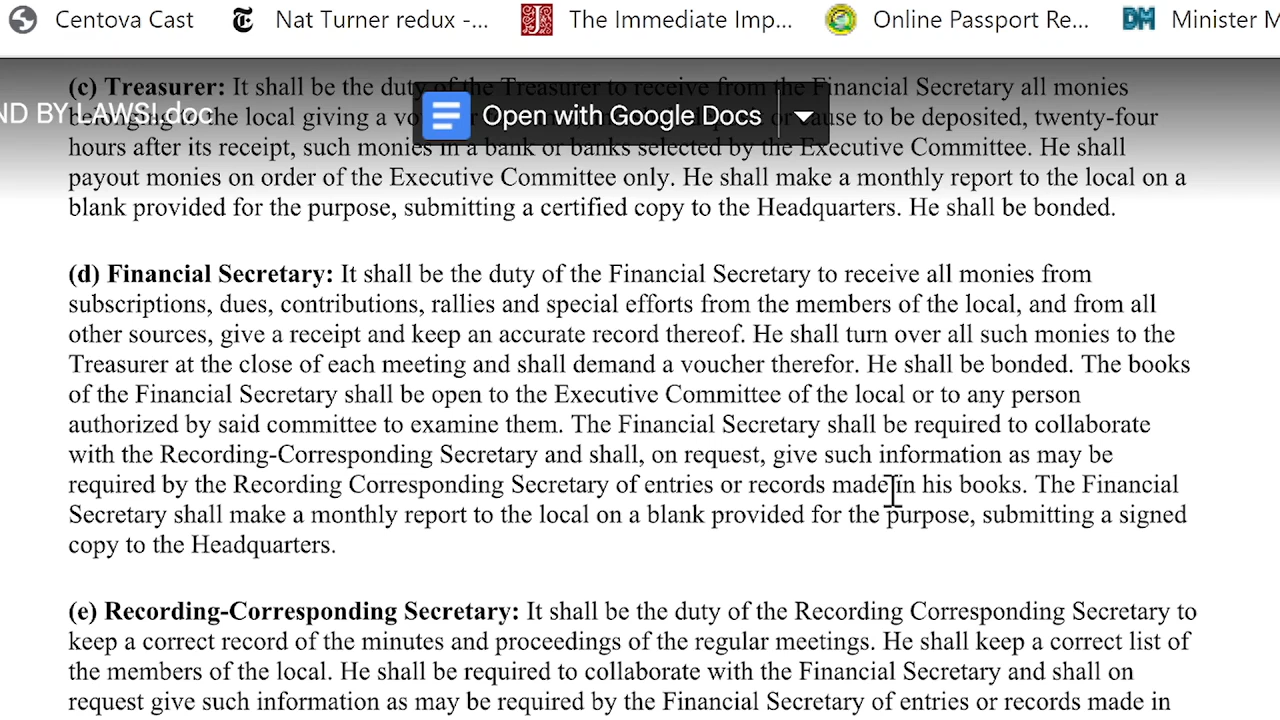 Centova Cast Nat Turner redux -... The Immediate Imp... Online Passport Re... Minister M
(c) Treasurer: It shall be the duty of the Treasurer to receive from the Financial Secretary all monies
ND BY LAWS!.doc
Open with Google Docs
the local giving a to be deposited, twenty-four
hours after its receipt, such monies in a bank or banks selected by the Executive Committee. He shall
payout monies on order of the Executive Committee only. He shall make a monthly report to the local on a
blank provided for the purpose, submitting a certified copy to the Headquarters. He shall be bonded.
(d) Financial Secretary: It shall be the duty of the Financial Secretary to receive all monies from
subscriptions, dues, contributions, rallies and special efforts from the members of the local, and from all
other sources, give a receipt and keep an accurate record thereof. He shall turn over all such monies to the
Treasurer at the close of each meeting and shall demand a voucher therefor. He shall be bonded. The books
of the Financial Secretary shall be open to the Executive Committee of the local or to any person
authorized by said committee to examine them. The Financial Secretary shall be required to collaborate
with the Recording-Corresponding Secretary and shall, on request, give such information as may be
required by the Recording Corresponding Secretary of entries or records made in his books. The Financial
Secretary shall make a monthly report to the local on a blank provided for the purpose, submitting a signed
copy to the Headquarters.
(e) Recording-Corresponding Secretary: It shall be the duty of the Recording Corresponding Secretary to
keep a correct record of the minutes and proceedings of the regular meetings. He shall keep a correct list of
the members of the local. He shall be required to collaborate with the Financial Secretary and shall on
request give such information as may be required by the Financial Secretary of entries or records made in